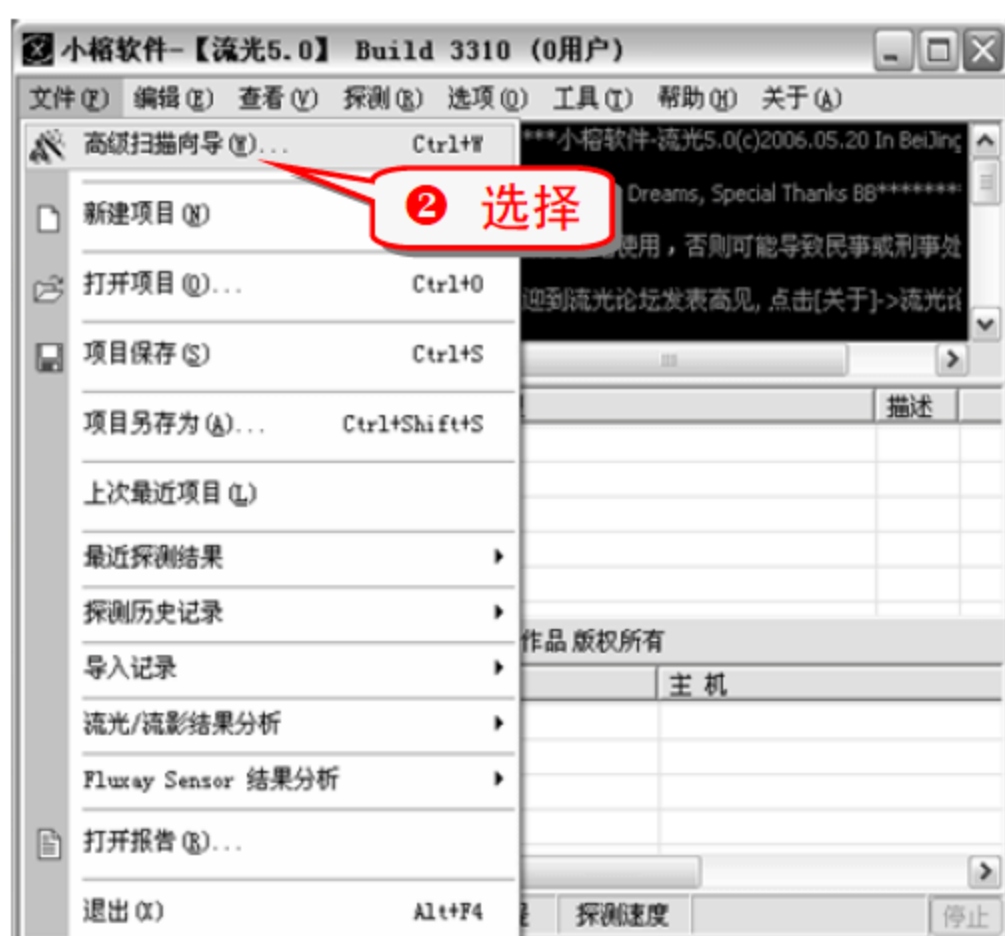 小榕软件-【流光5.0】 Build 3310 (0用户)
文件(F) 编辑(E) 查看(V) 探测(R) 选项(O) 工具(T) 帮助(H) 关于(A)
高级扫描向导(W)... Ctrl+W
***小榕软件-流光5.0(c)2006.05.20 In BeiJing
❷ 选择
Dreams, Special Thanks BB*******
新建项目(N)
使用，否则可能导致民事或刑事处
打开项目(O)... Ctrl+O
迎到流光论坛发表高见, 点击[关于]->流光论
项目保存(S) Ctrl+S
项目另存为(A)... Ctrl+Shift+S
描述
上次最近项目(L)
最近探测结果
探测历史记录
作品 版权所有
导入记录
主 机
流光/流影结果分析
Fluxay Sensor 结果分析
打开报告(R)...
退出(X) Alt+F4
探测速度
停止